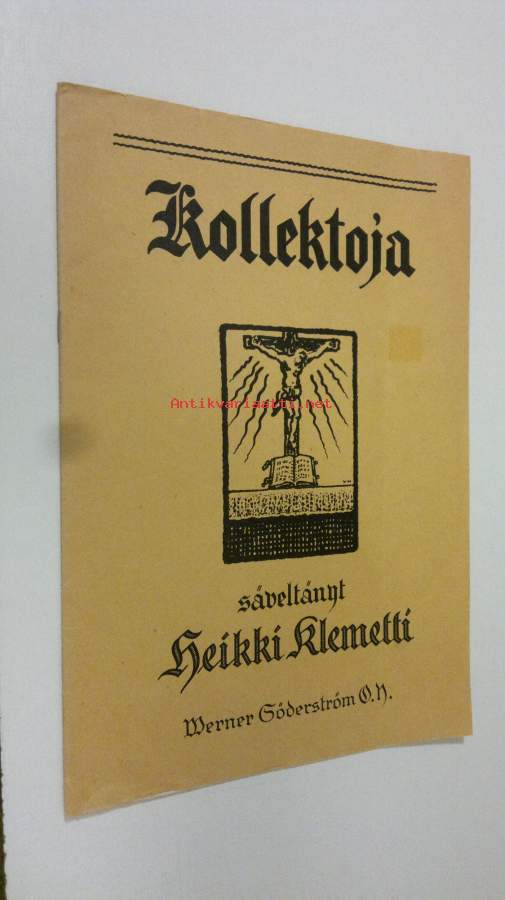 Kollektoja
Antikvariaatti.net
säveltänyt
Heikki Klemetti
Werner Söderström O.Y.